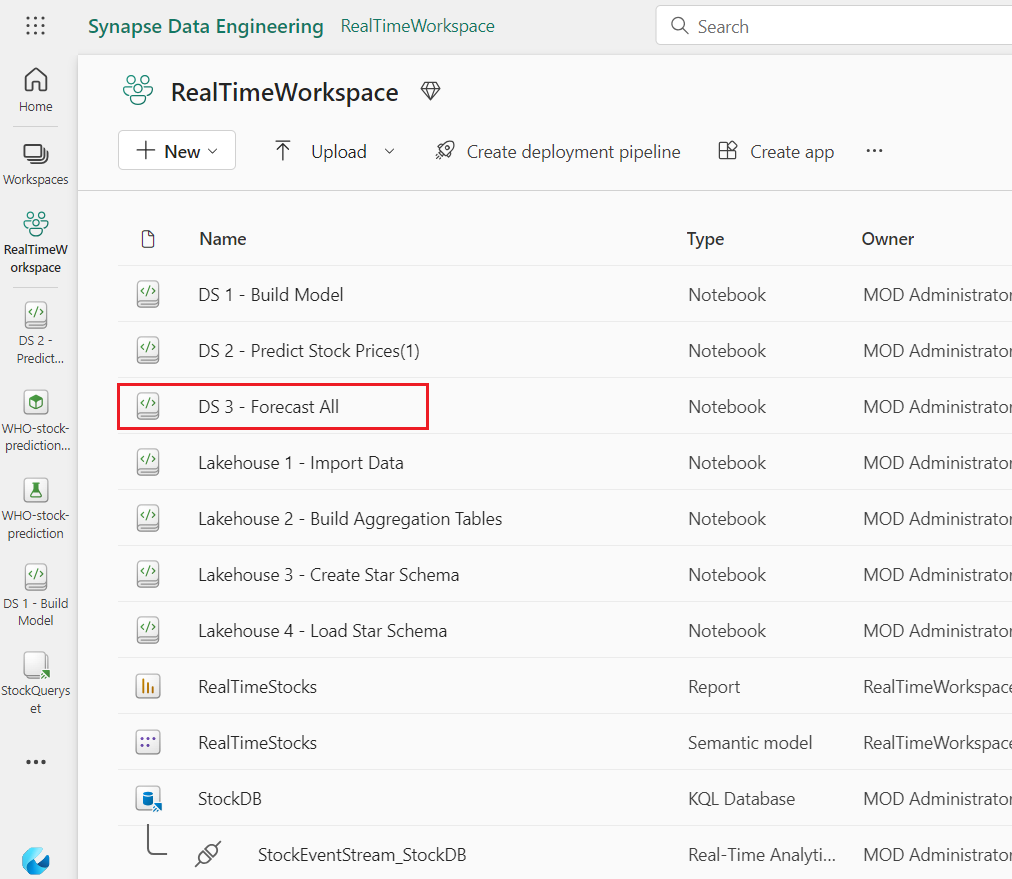 Synapse Data Engineering RealTimeWorkspace Search
Home
Workspaces
RealTimeW
orkspace
DS 2 -
Predict...
WHO-stock-
prediction...
WHO-stock-
prediction
DS 1 - Build
Model
StockQuerys
et
RealTimeWorkspace
New Upload Create deployment pipeline Create app ...
Name Type Owner
DS 1 - Build Model Notebook MOD Administrator
DS 2 - Predict Stock Prices(1) Notebook MOD Administrator
DS 3 - Forecast All Notebook MOD Administrator
Lakehouse 1 - Import Data Notebook MOD Administrator
Lakehouse 2 - Build Aggregation Tables Notebook MOD Administrator
Lakehouse 3 - Create Star Schema Notebook MOD Administrator
Lakehouse 4 - Load Star Schema Notebook MOD Administrator
RealTimeStocks Report RealTimeWorkspace
RealTimeStocks Semantic model RealTimeWorkspace
StockDB KQL Database MOD Administrator
StockEventStream_StockDB Real-Time Analyti... MOD Administrator